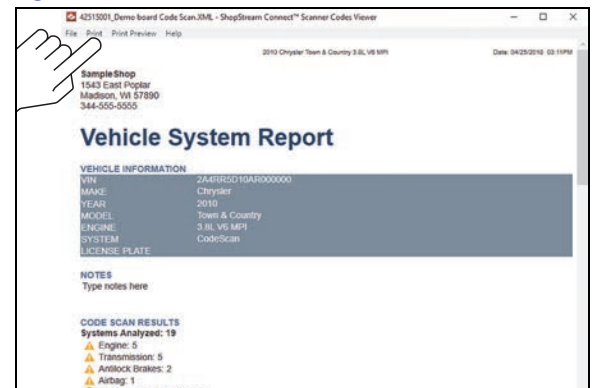 42515001_Demo board Code Scan.XML - ShopStream Connect™ Scanner Codes Viewer
File Print Print Preview Help
2010 Chrysler Town & Country 3.8L V6 MPI Date: 04/25/2018 03:11PM
Sample Shop
1543 East Poplar
Madison, WI 57890
344-555-5555
Vehicle System Report
VEHICLE INFORMATION
VIN 2A4RR5D10AR000000
MAKE Chrysler
YEAR 2010
MODEL Town & Country
ENGINE 3.8L V6 MPI
SYSTEM CodeScan
LICENSE PLATE
NOTES
Type notes here
CODE SCAN RESULTS
Systems Analyzed: 19
Engine: 5
Transmission: 5
Antilock Brakes: 2
Airbag: 1